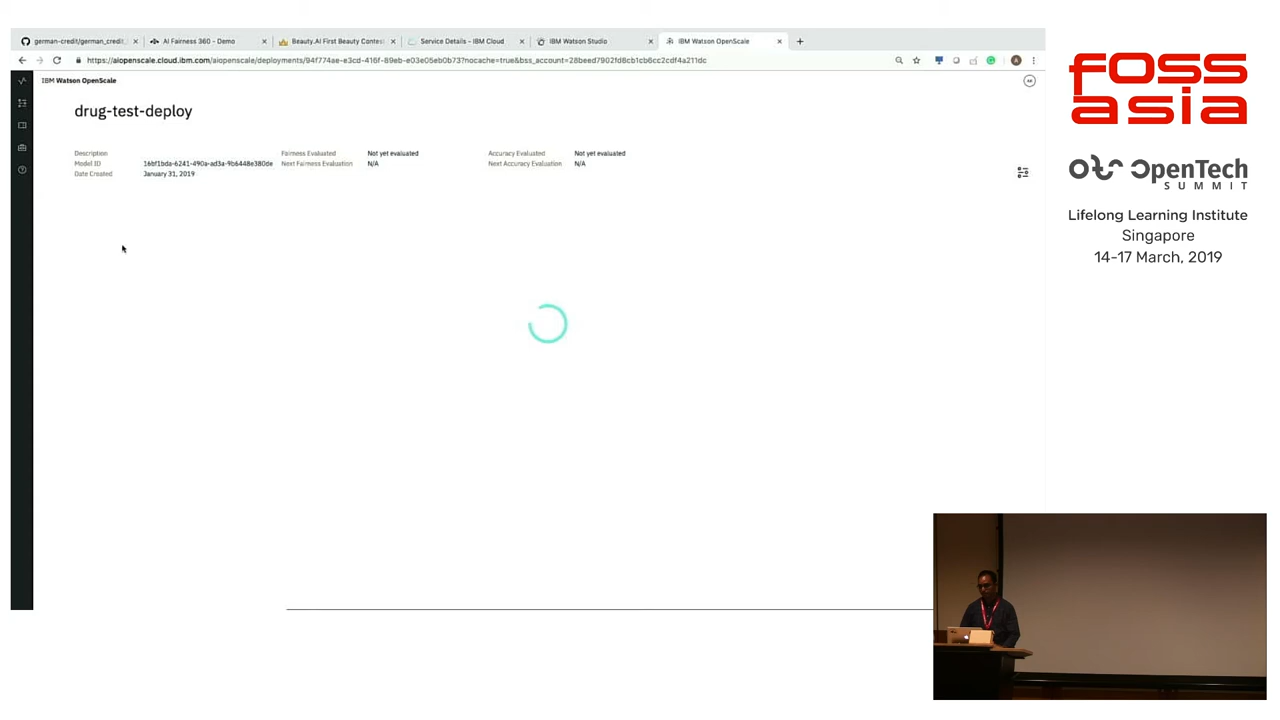 german-credit/german_credit_
AI Fairness 360 - Demo
Beauty.AI First Beauty Contest
Service Details - IBM Cloud
IBM Watson Studio
IBM Watson OpenScale
https://aiopenscale.cloud.ibm.com/aiopenscale/deployments/94f774ae-e3cd-416f-89eb-e03e05eb0b73?nocache=true&bss_account=28beed7902fd8cb1cb6cc2cdf4a211dc
IBM Watson OpenScale
drug-test-deploy
Description
Model ID 16bf1bda-6241-490a-ad3a-9b6448e380de
Date Created January 31, 2019
Fairness Evaluated Not yet evaluated
Next Fairness Evaluation N/A
Accuracy Evaluated Not yet evaluated
Next Accuracy Evaluation N/A
FOSS
asia
OpenTech
SUMMIT
Lifelong Learning Institute
Singapore
14-17 March, 2019